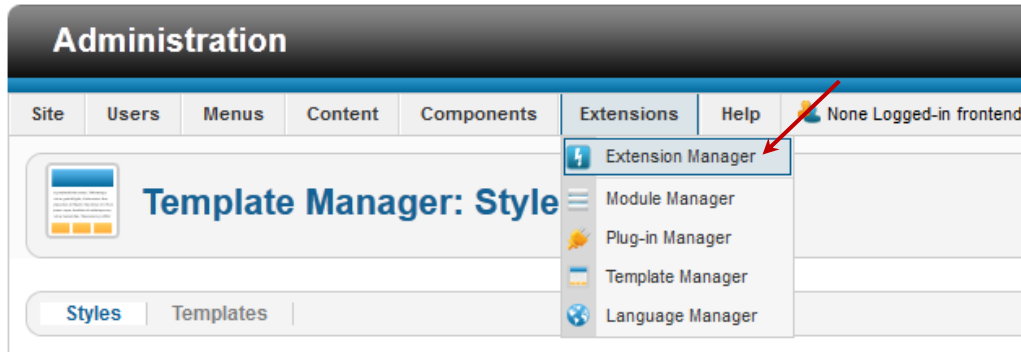 Administration
Site Users Menus Content Components Extensions Help None Logged-in frontend
Extension Manager
Template Manager: Style
Module Manager
Plug-in Manager
Template Manager
Styles Templates
Language Manager